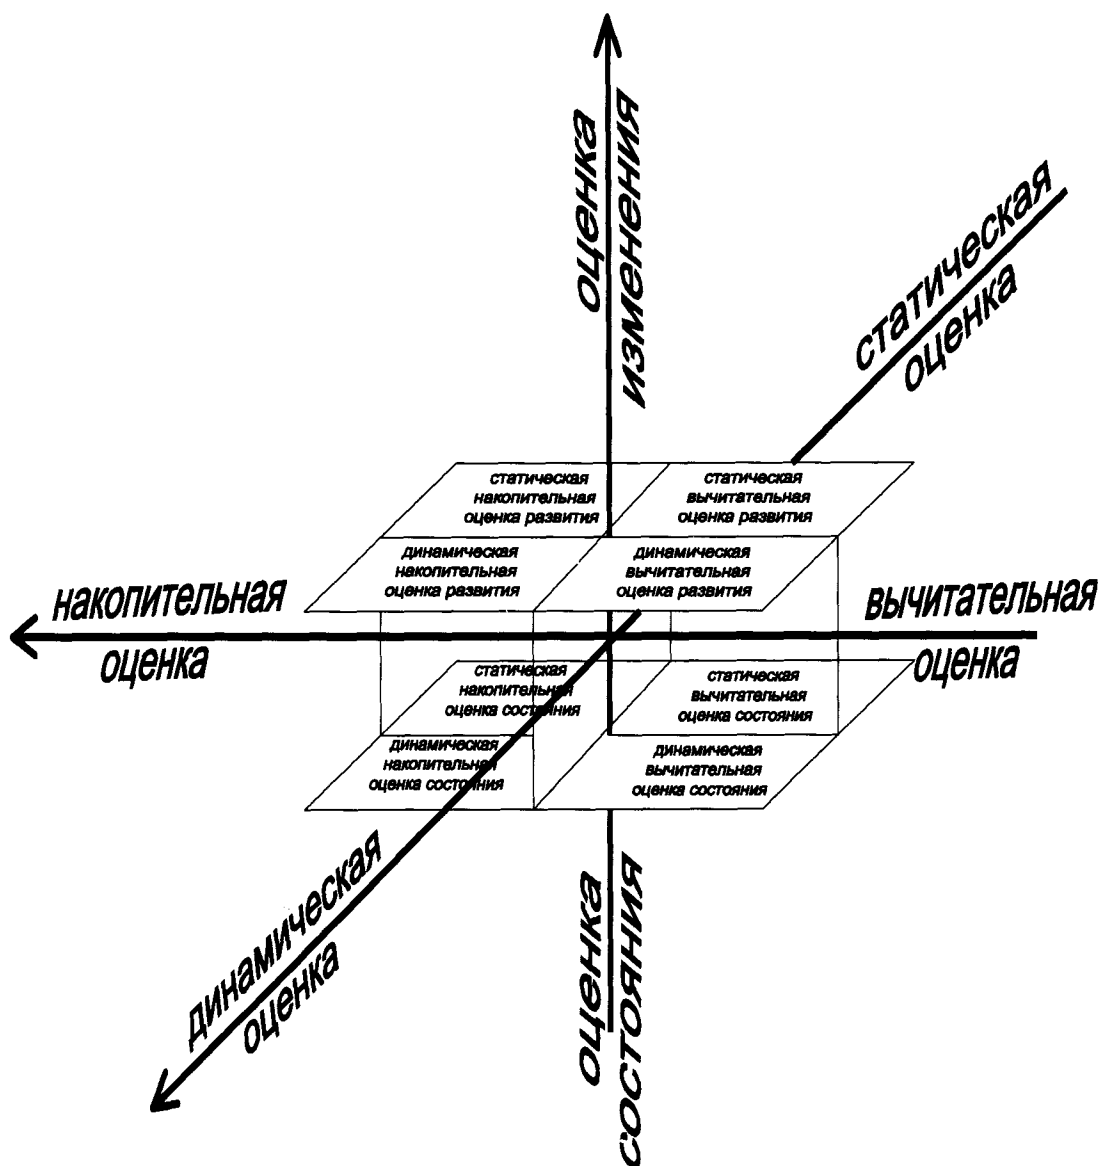 оценка
изменения
статическая
оценка
статическая
накопительная
оценка развития
статическая
вычитательная
оценка развития
динамическая
накопительная
оценка развития
динамическая
вычитательная
оценка развития
накопительная
оценка
вычитательная
оценка
статическая
накопительная
оценка состояния
статическая
вычитательная
оценка состояния
динамическая
накопительная
оценка состояния
динамическая
вычитательная
оценка состояния
динамическая
оценка
оценка
состояния